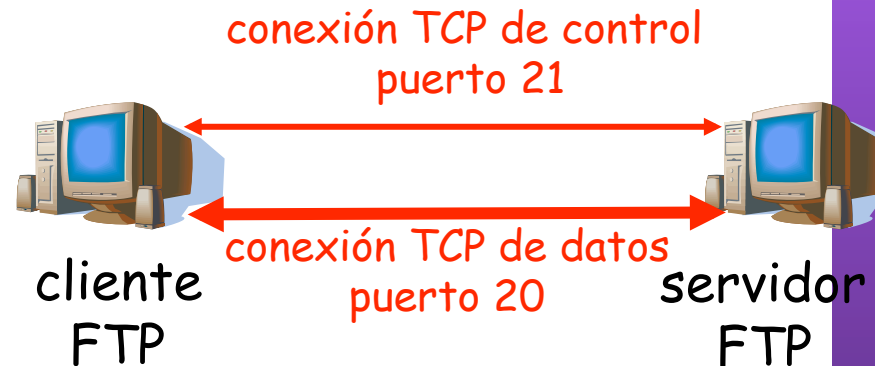 conexión TCP de control
puerto 21
conexión TCP de datos
puerto 20
cliente
FTP
servidor
FTP